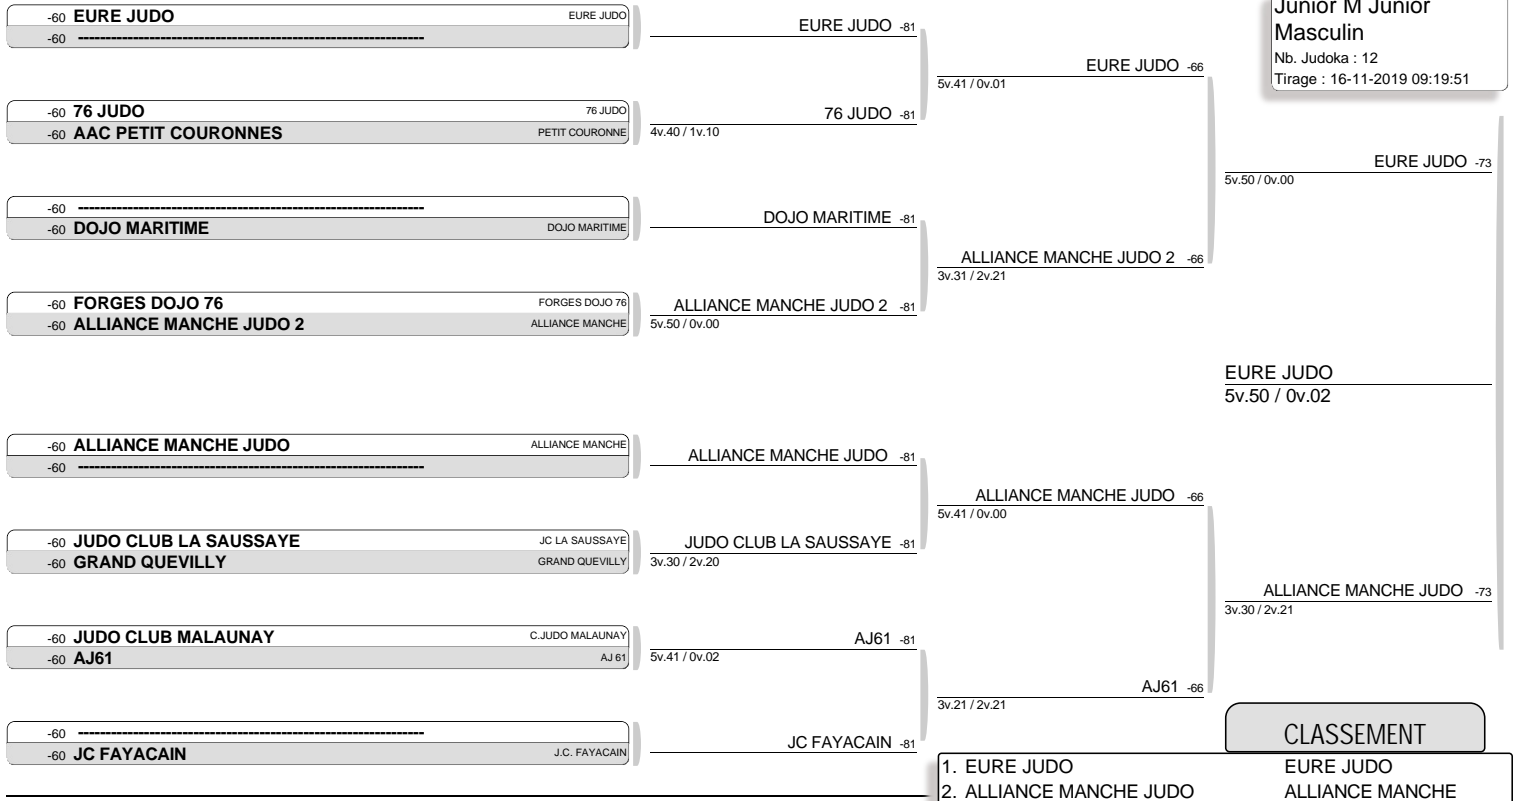 -60 EURE JUDO EURE JUDO
-60 ----------------------------------------------------------------
EURE JUDO -81
-60 76 JUDO 76 JUDO
-60 AAC PETIT COURONNES PETIT COURONNE
76 JUDO -81
4v.40 / 1v.10
-60 ----------------------------------------------------------------
-60 DOJO MARITIME DOJO MARITIME
DOJO MARITIME -81
-60 FORGES DOJO 76 FORGES DOJO 76
-60 ALLIANCE MANCHE JUDO 2 ALLIANCE MANCHE
ALLIANCE MANCHE JUDO 2 -81
5v.50 / 0v.00
-60 ALLIANCE MANCHE JUDO ALLIANCE MANCHE
-60 ----------------------------------------------------------------
ALLIANCE MANCHE JUDO -81
-60 JUDO CLUB LA SAUSSAYE JC LA SAUSSAYE
-60 GRAND QUEVILLY GRAND QUEVILLY
JUDO CLUB LA SAUSSAYE -81
3v.30 / 2v.20
-60 JUDO CLUB MALAUNAY C.JUDO MALAUNAY
-60 AJ61 AJ 61
AJ61 -81
5v.41 / 0v.02
-60 ----------------------------------------------------------------
-60 JC FAYACAIN J.C. FAYACAIN
JC FAYACAIN -81
EURE JUDO -66
5v.41 / 0v.01
ALLIANCE MANCHE JUDO 2 -66
3v.31 / 2v.21
ALLIANCE MANCHE JUDO -66
5v.41 / 0v.00
AJ61 -66
3v.21 / 2v.21
Junior M Junior
Masculin
Nb. Judoka : 12
Tirage : 16-11-2019 09:19:51
EURE JUDO -73
5v.50 / 0v.00
EURE JUDO
5v.50 / 0v.02
ALLIANCE MANCHE JUDO -73
3v.30 / 2v.21
CLASSEMENT
1. EURE JUDO EURE JUDO
2. ALLIANCE MANCHE JUDO ALLIANCE MANCHE